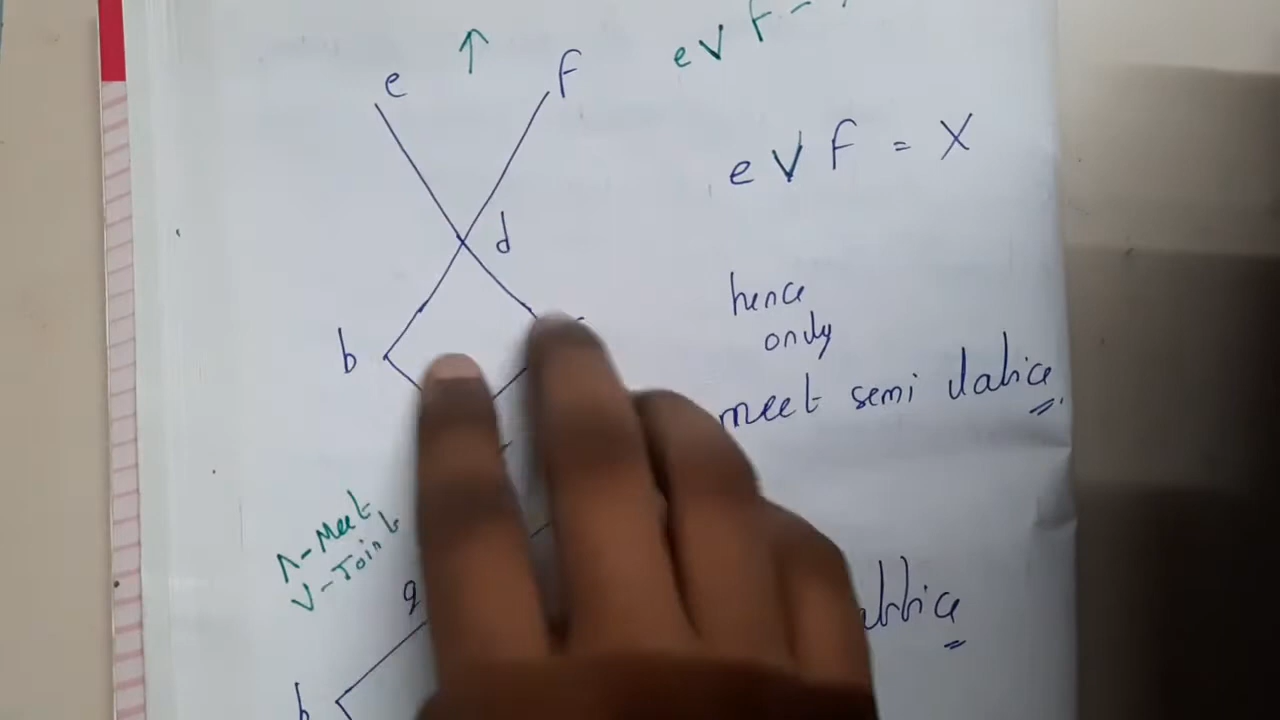 e ↑ f
e V f -
e V f = X
d
hence
only
b
meet semi lattice
Λ - Meet
V - Join
g
b
lattice